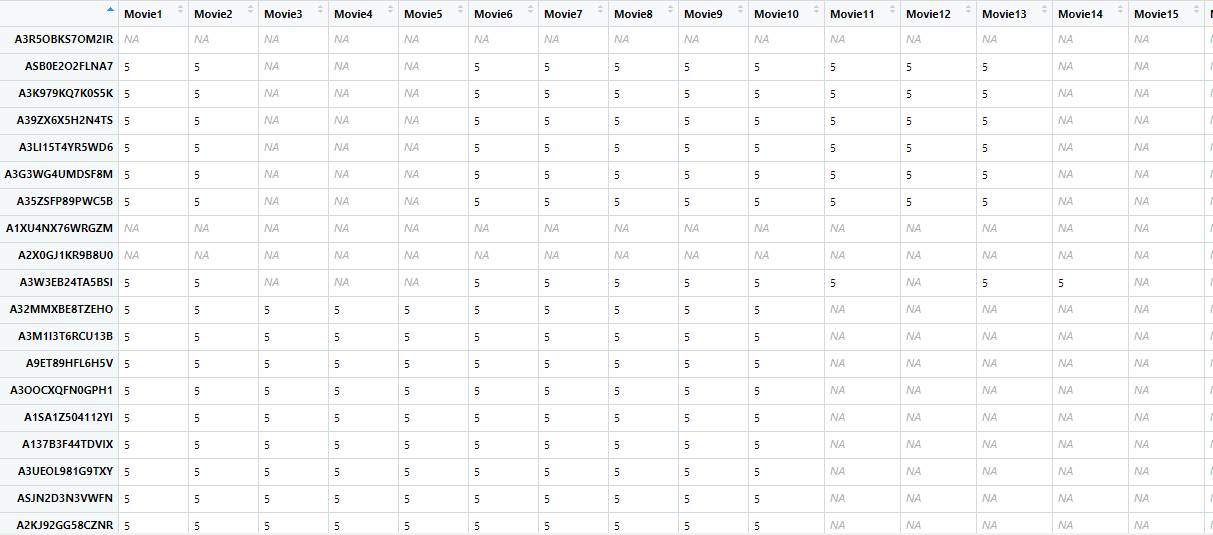 Movie1 Movie2 Movie3 Movie4 Movie5 Movie6 Movie7 Movie8 Movie9 Movie10 Movie11 Movie12 Movie13 Movie14 Movie15
A3R5OBKS7OM2IR NA NA NA NA NA NA NA NA NA NA NA NA NA NA NA
ASB0E2O2FLNA7 5 5 NA NA NA 5 5 5 5 5 5 5 5 NA NA
A3K979KQ7K0S5K 5 5 NA NA NA 5 5 5 5 5 5 5 5 NA NA
A39ZX6X5H2N4TS 5 5 NA NA NA 5 5 5 5 5 5 5 5 NA NA
A3LI15T4YR5WD6 5 5 NA NA NA 5 5 5 5 5 5 5 5 NA NA
A3G3WG4UMDSF8M 5 5 NA NA NA 5 5 5 5 5 5 5 5 NA NA
A35ZSFP89PWC5B 5 5 NA NA NA 5 5 5 5 5 5 5 5 NA NA
A1XU4NX76WRGZM NA NA NA NA NA NA NA NA NA NA NA NA NA NA NA
A2X0GJ1KR9B8U0 NA NA NA NA NA NA NA NA NA NA NA NA NA NA NA
A3W3EB24TA5BSI 5 5 NA NA NA 5 5 5 5 5 5 NA 5 5 NA
A32MMXBE8TZEHO 5 5 5 5 5 5 5 5 5 5 NA NA NA NA NA
A3M1I3T6RCU13B 5 5 5 5 5 5 5 5 5 5 NA NA NA NA NA
A9ET89HFL6H5V 5 5 5 5 5 5 5 5 5 5 NA NA NA NA NA
A3OOCXQFN0GPH1 5 5 5 5 5 5 5 5 5 5 NA NA NA NA NA
A1SA1Z504112YI 5 5 5 5 5 5 5 5 5 5 NA NA NA NA NA
A137B3F44TDVIX 5 5 5 5 5 5 5 5 5 5 NA NA NA NA NA
A3UEOL981G9TXY 5 5 5 5 5 5 5 5 5 5 NA NA NA NA NA
ASJN2D3N3VWFN 5 5 5 5 5 5 5 5 5 5 NA NA NA NA NA
A2KJ92GG58CZNR 5 5 5 5 5 5 5 5 5 5 NA NA NA NA NA